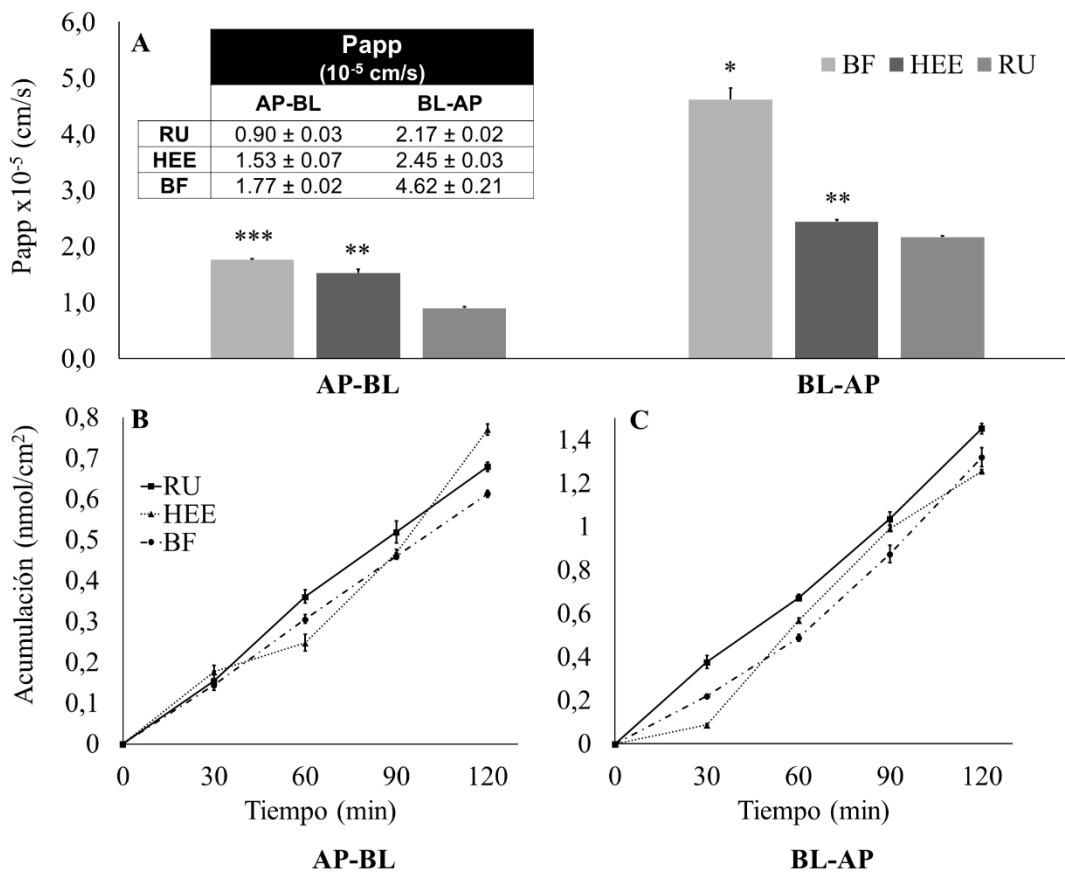 A
Papp
(10⁻⁵ cm/s)
AP-BL BL-AP
RU 0.90 ± 0.03 2.17 ± 0.02
HEE 1.53 ± 0.07 2.45 ± 0.03
BF 1.77 ± 0.02 4.62 ± 0.21
BF HEE RU
Papp x10⁻⁵ (cm/s)
6,0
5,0
4,0
3,0
2,0
1,0
0,0
*** ** * **
AP-BL BL-AP
B
RU
HEE
BF
Acumulación (nmol/cm²)
0,8
0,7
0,6
0,5
0,4
0,3
0,2
0,1
0
0 30 60 90 120
Tiempo (min)
AP-BL
C
1,4
1,2
1
0,8
0,6
0,4
0,2
0
0 30 60 90 120
Tiempo (min)
BL-AP